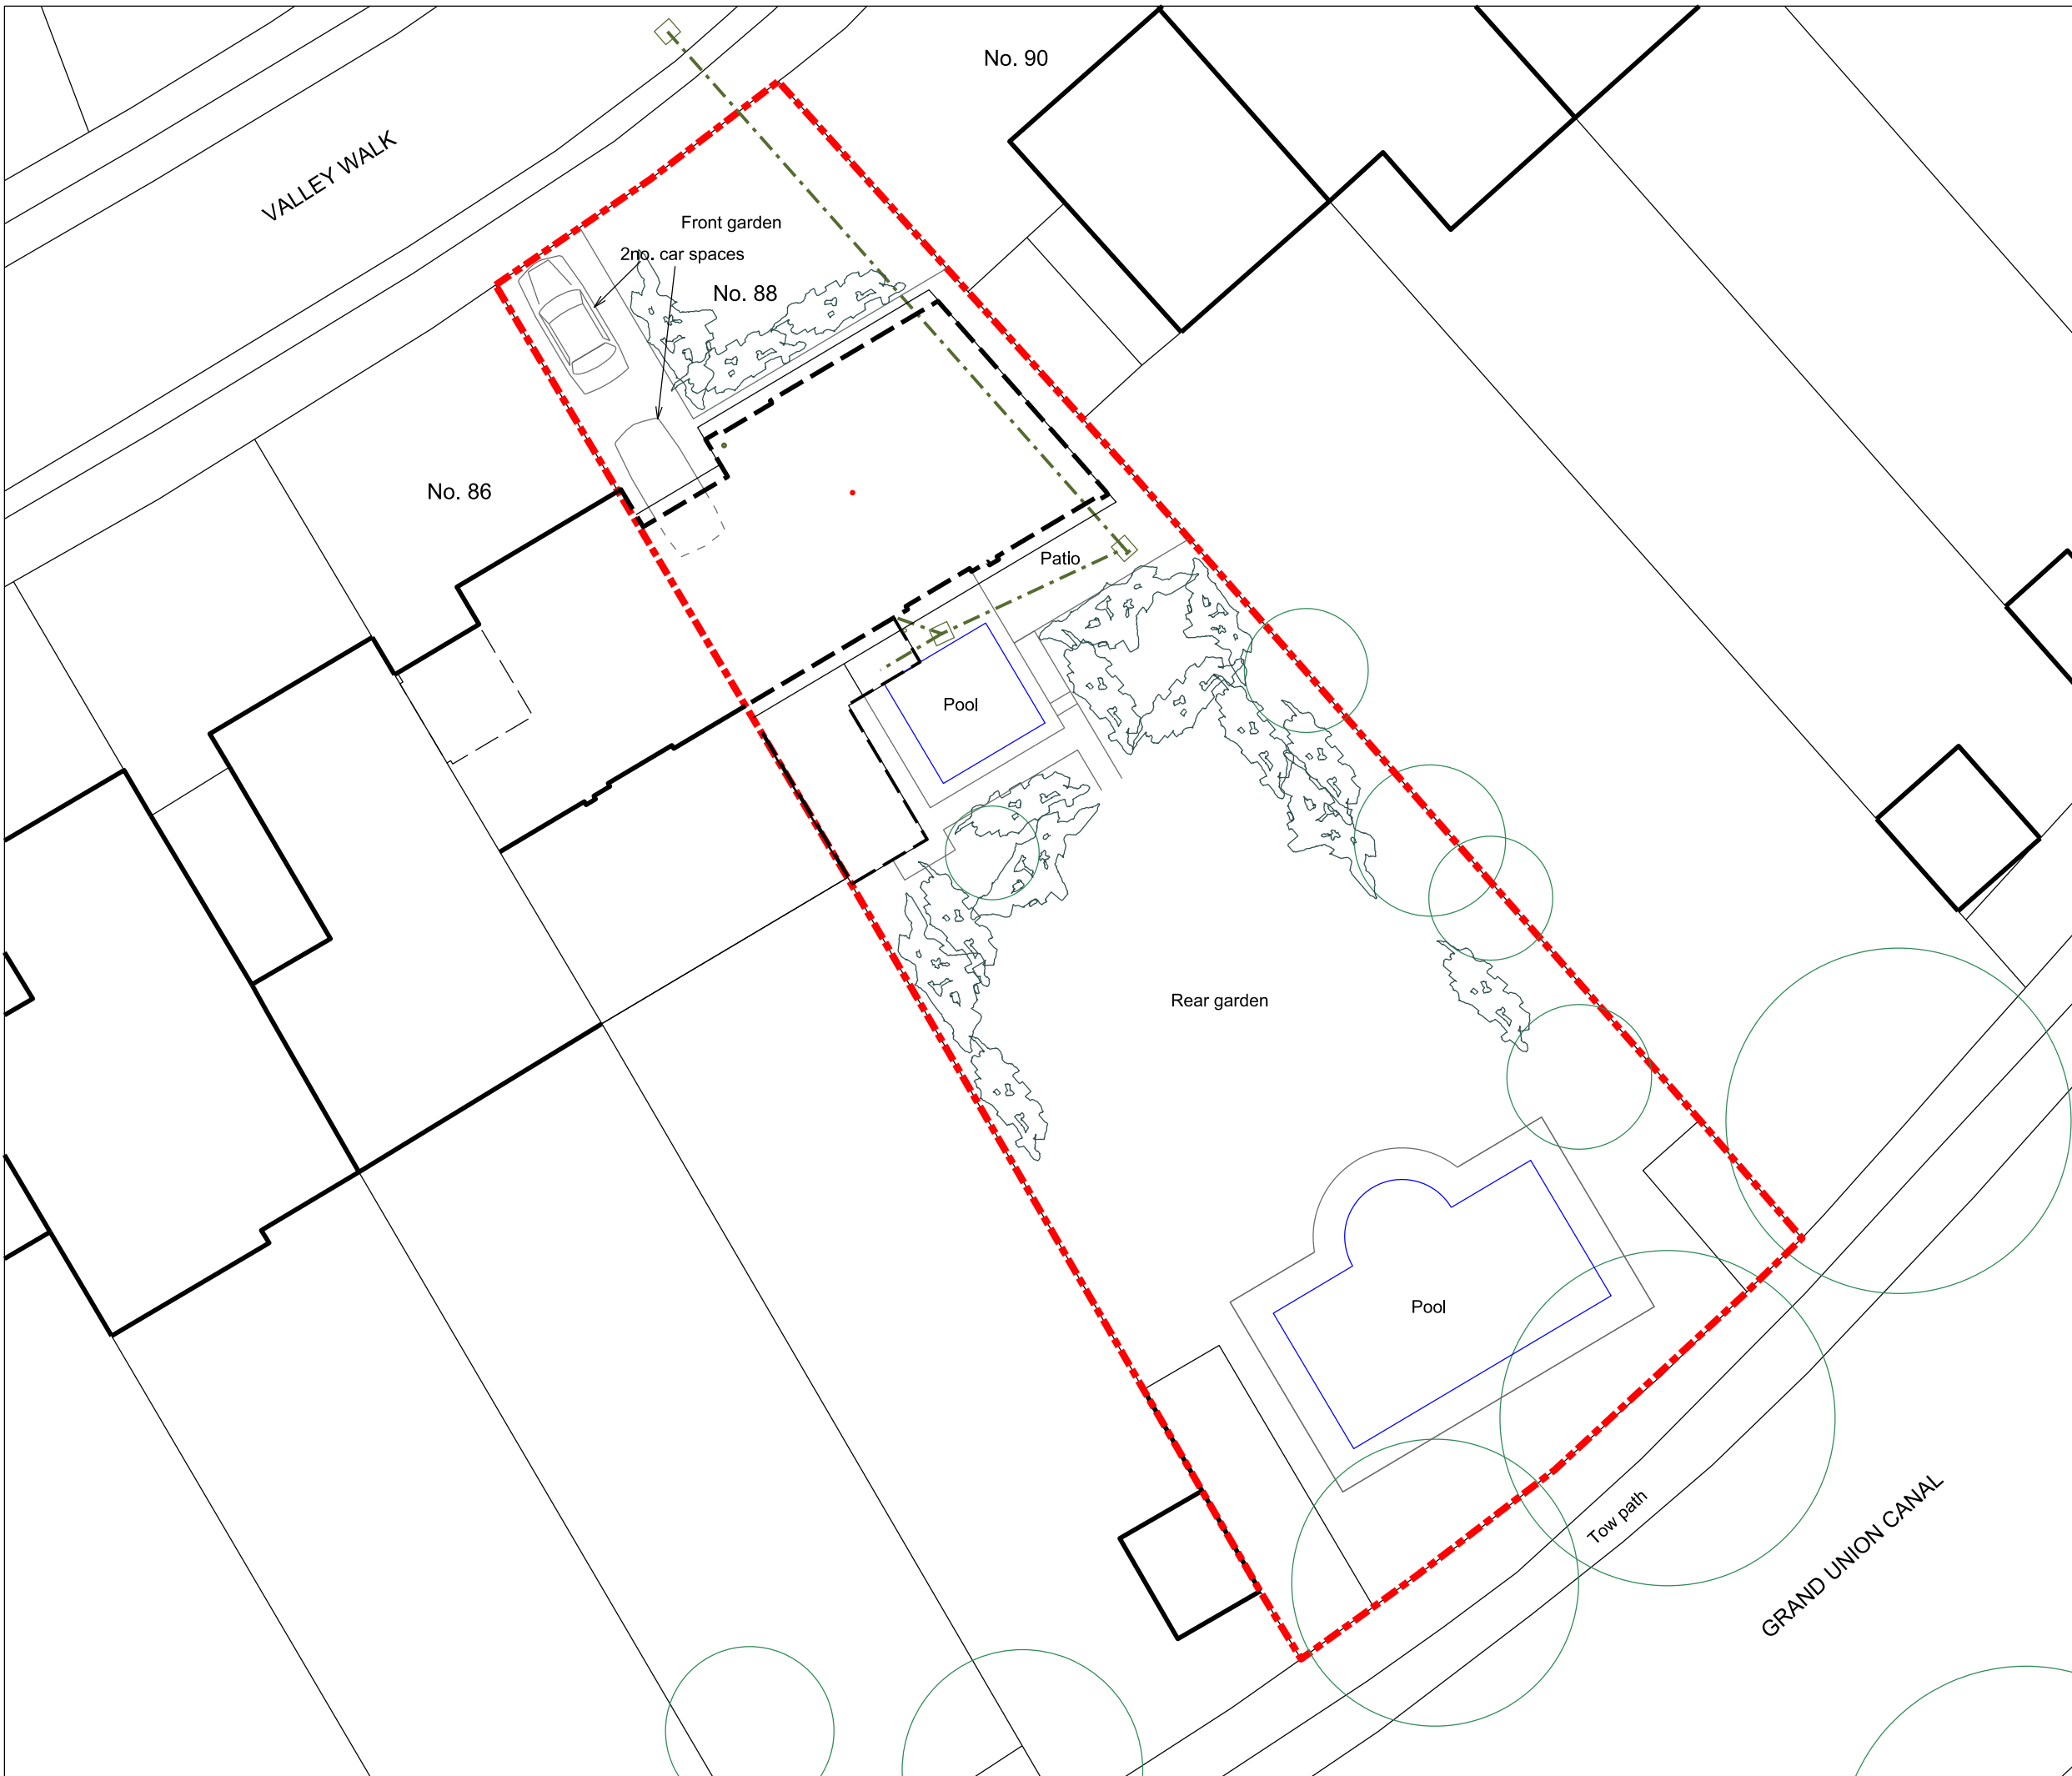 No. 90
VALLEY WALK
Front garden
2no. car spaces
No. 88
No. 86
Patio
Pool
Rear garden
Pool
Tow path
GRAND UNION CANAL